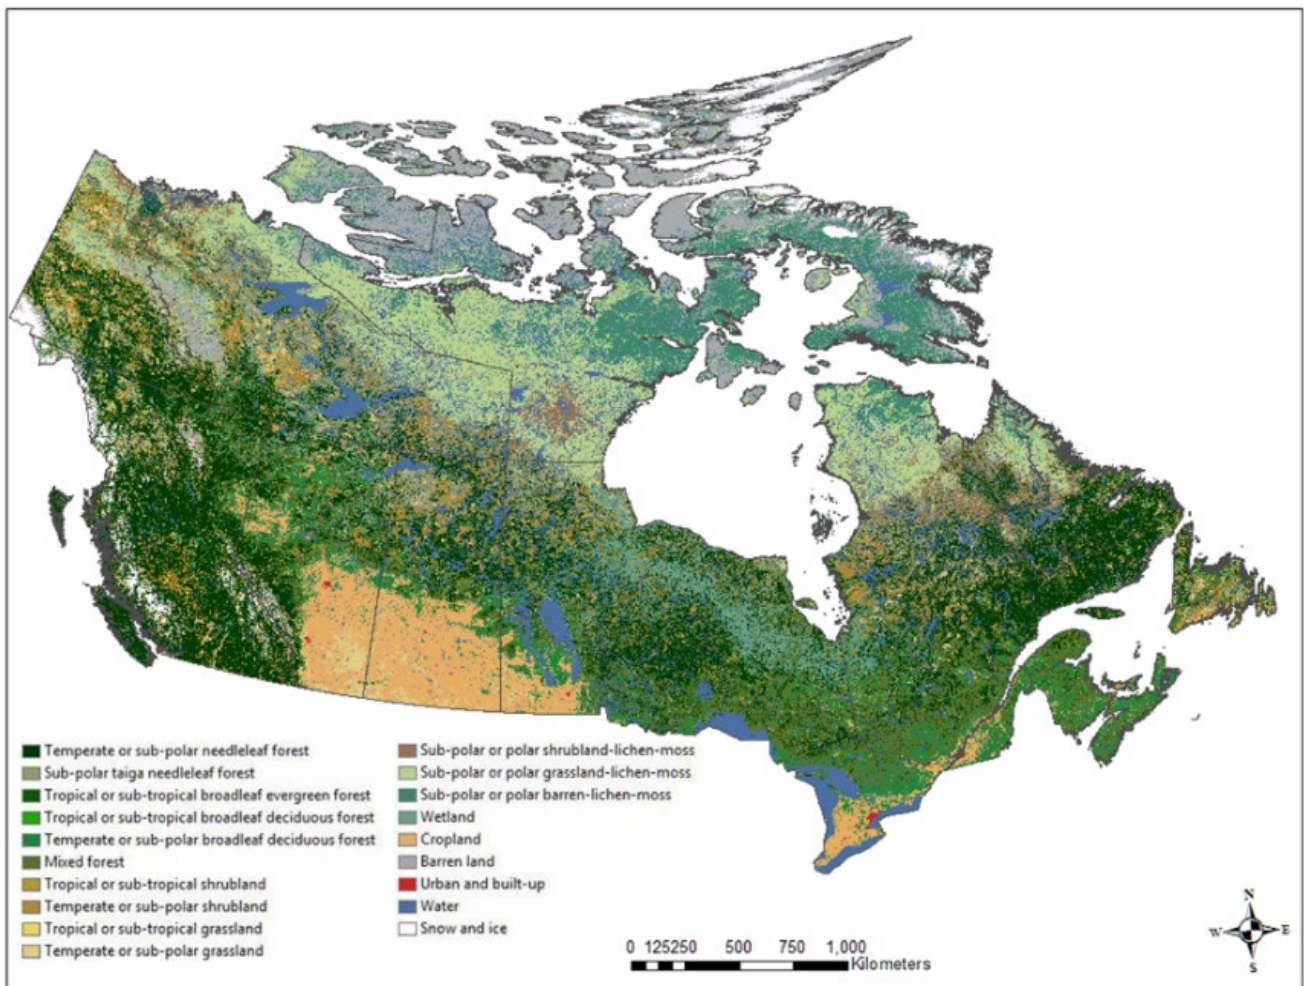 Temperate or sub-polar needleleaf forest
Sub-polar taiga needleleaf forest
Tropical or sub-tropical broadleaf evergreen forest
Tropical or sub-tropical broadleaf deciduous forest
Temperate or sub-polar broadleaf deciduous forest
Mixed forest
Tropical or sub-tropical shrubland
Temperate or sub-polar shrubland
Tropical or sub-tropical grassland
Temperate or sub-polar grassland
Sub-polar or polar shrubland-lichen-moss
Sub-polar or polar grassland-lichen-moss
Sub-polar or polar barren-lichen-moss
Wetland
Cropland
Barren land
Urban and built-up
Water
Snow and ice
0 125250 500 750 1,000
Kilometers
N
W E
S